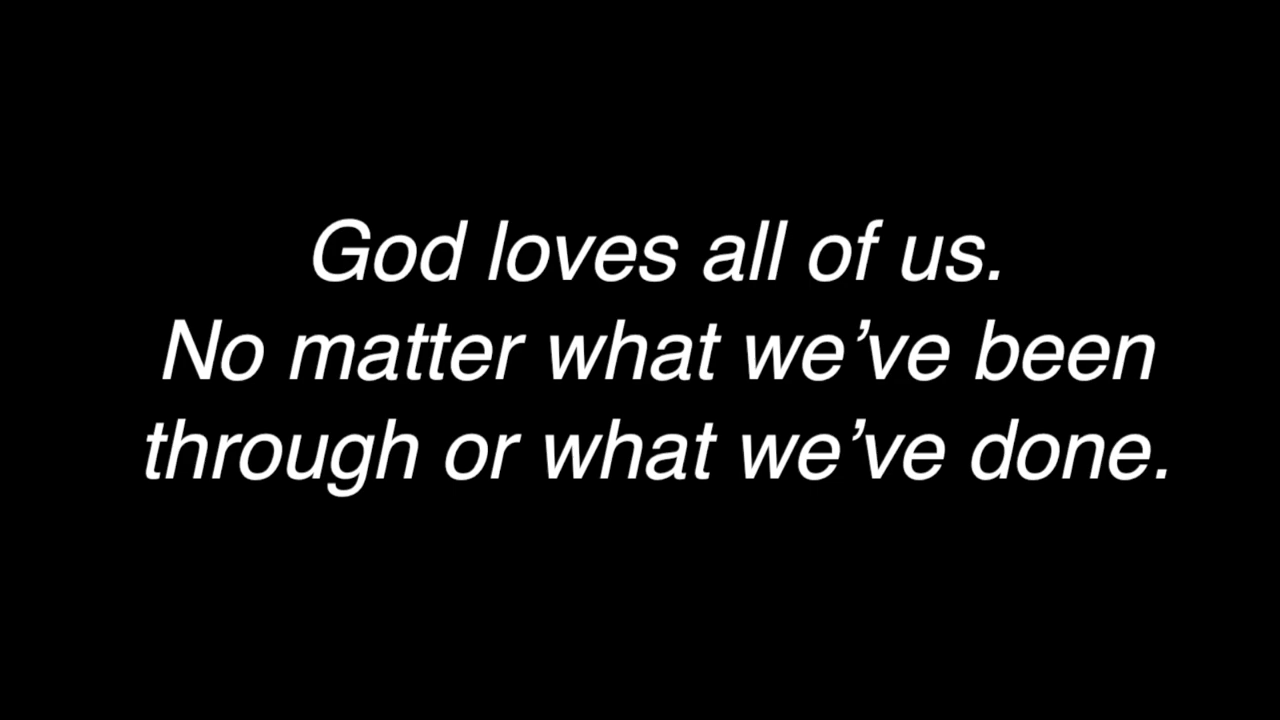 God loves all of us.
No matter what we’ve been
through or what we’ve done.